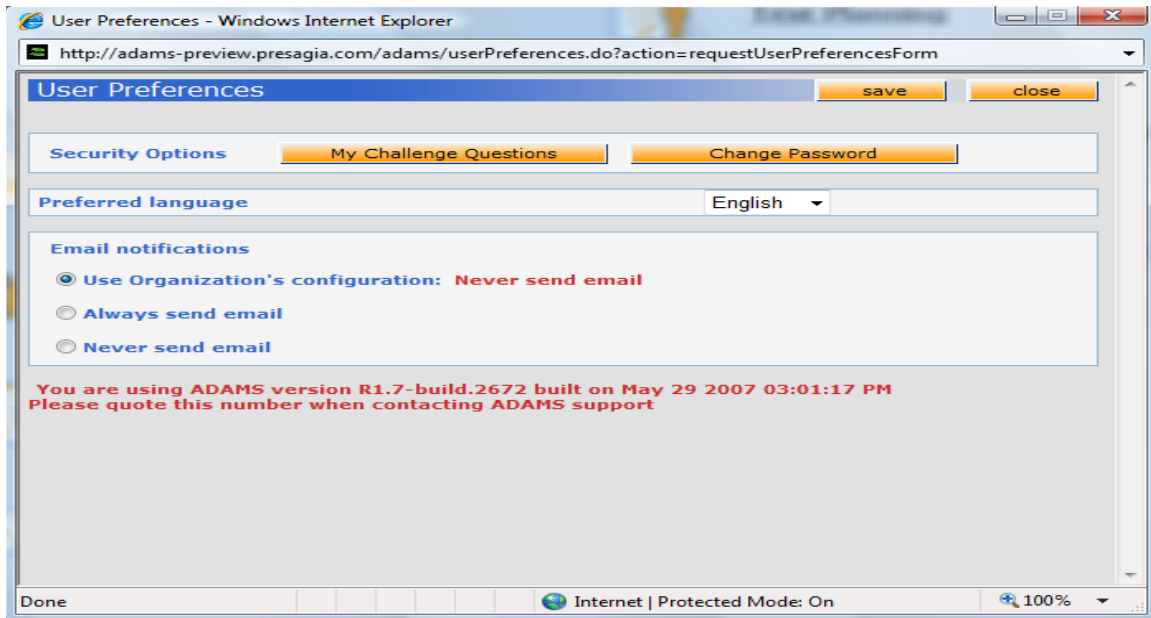 User Preferences - Windows Internet Explorer
http://adams-preview.presagia.com/adams/userPreferences.do?action=requestUserPreferencesForm
User Preferences save close
Security Options My Challenge Questions Change Password
Preferred language English
Email notifications
Use Organization's configuration: Never send email
Always send email
Never send email
You are using ADAMS version R1.7-build.2672 built on May 29 2007 03:01:17 PM
Please quote this number when contacting ADAMS support
Done Internet | Protected Mode: On 100%